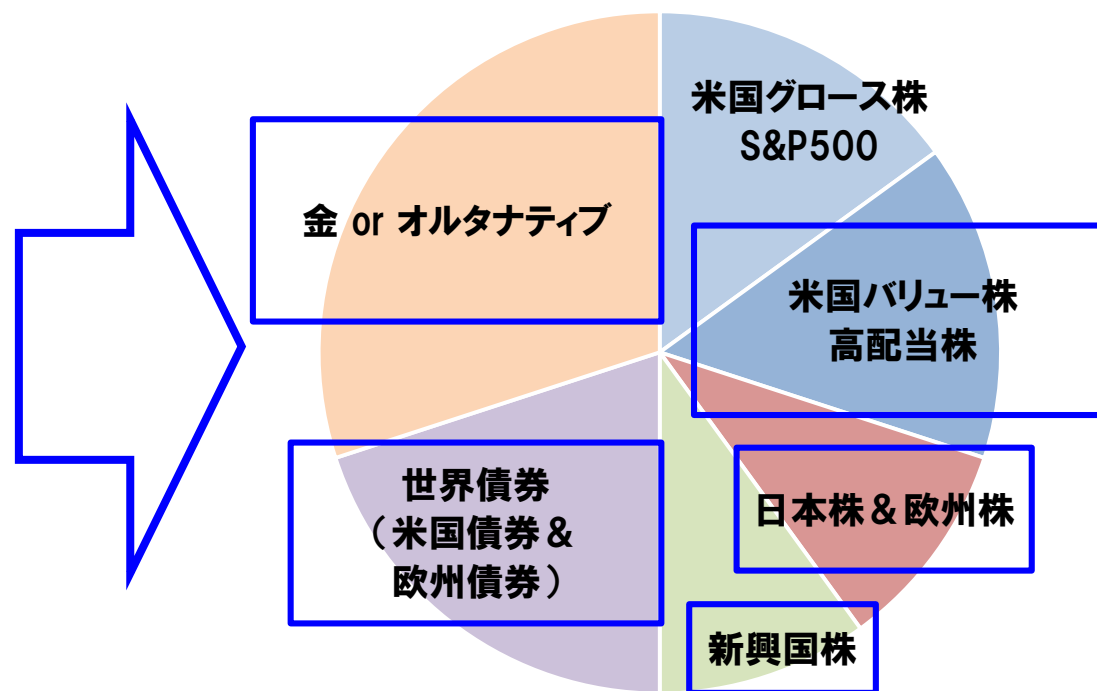 米国グロース株
S&P500
金 or オルタナティブ
米国バリュー株
高配当株
世界債券
（米国債券＆
欧州債券）
日本株＆欧州株
新興国株